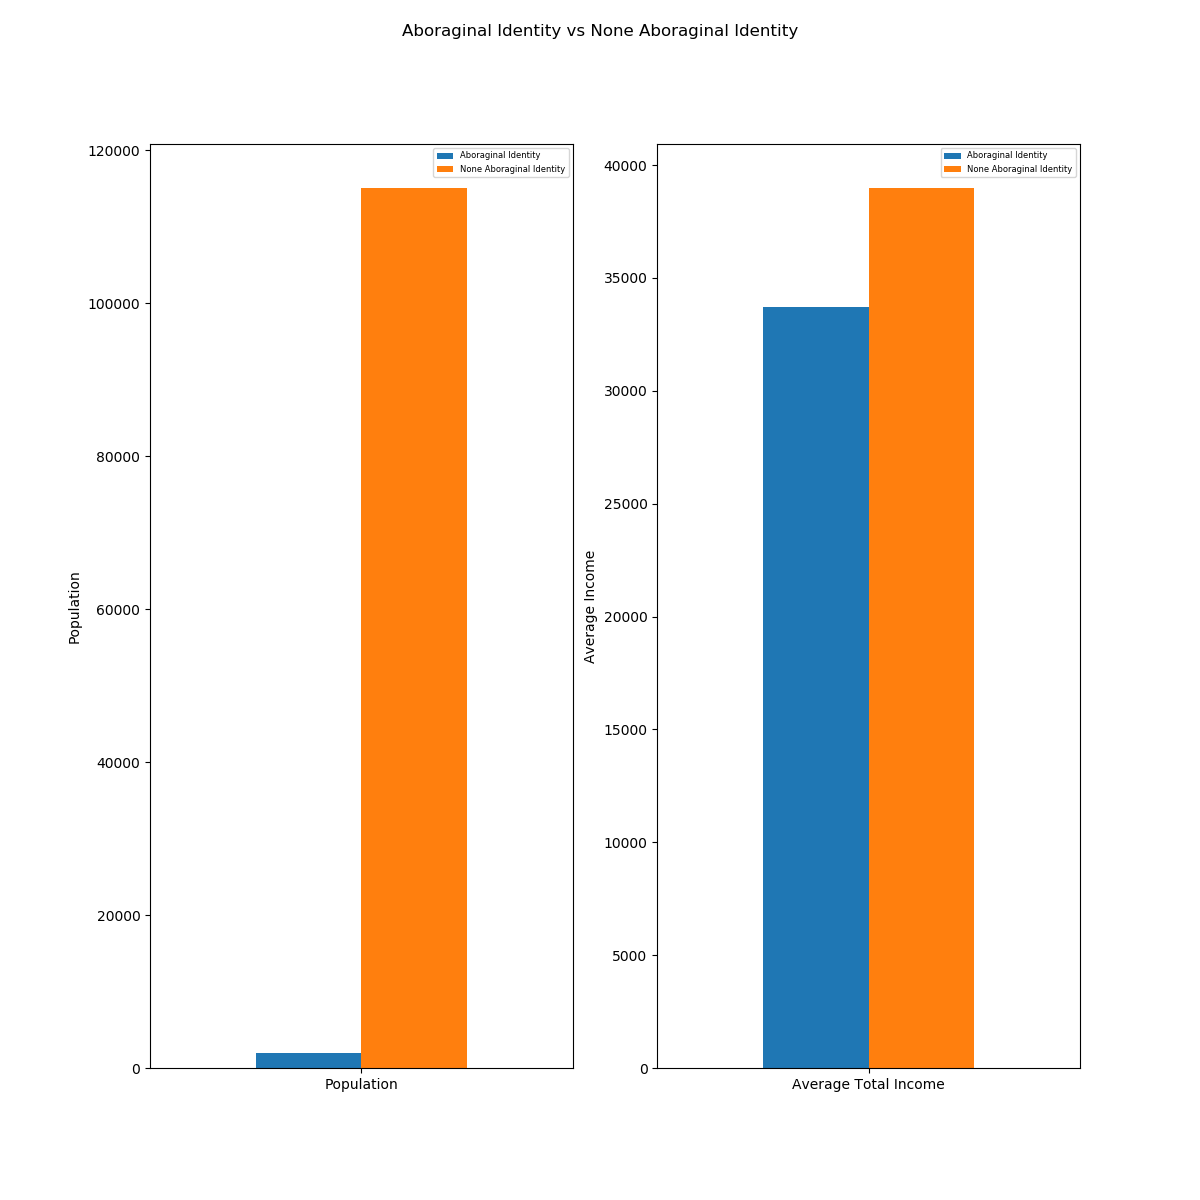 Aboraginal Identity vs None Aboraginal Identity
120000
100000
80000
60000
40000
20000
0
Population
Population
Aboraginal Identity
None Aboraginal Identity
40000
35000
30000
25000
20000
15000
10000
5000
0
Average Income
Average Total Income
Aboraginal Identity
None Aboraginal Identity